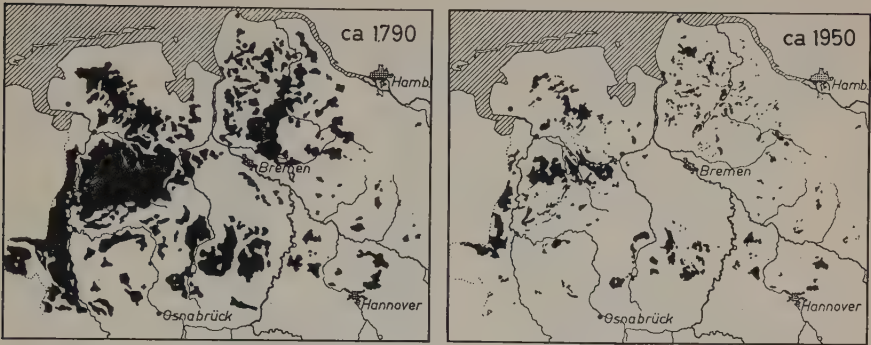 ca 1790
Hamb.
Bremen
Osnabrück
Hannover
ca 1950
Hamb.
Bremen
Osnabrück
Hannover